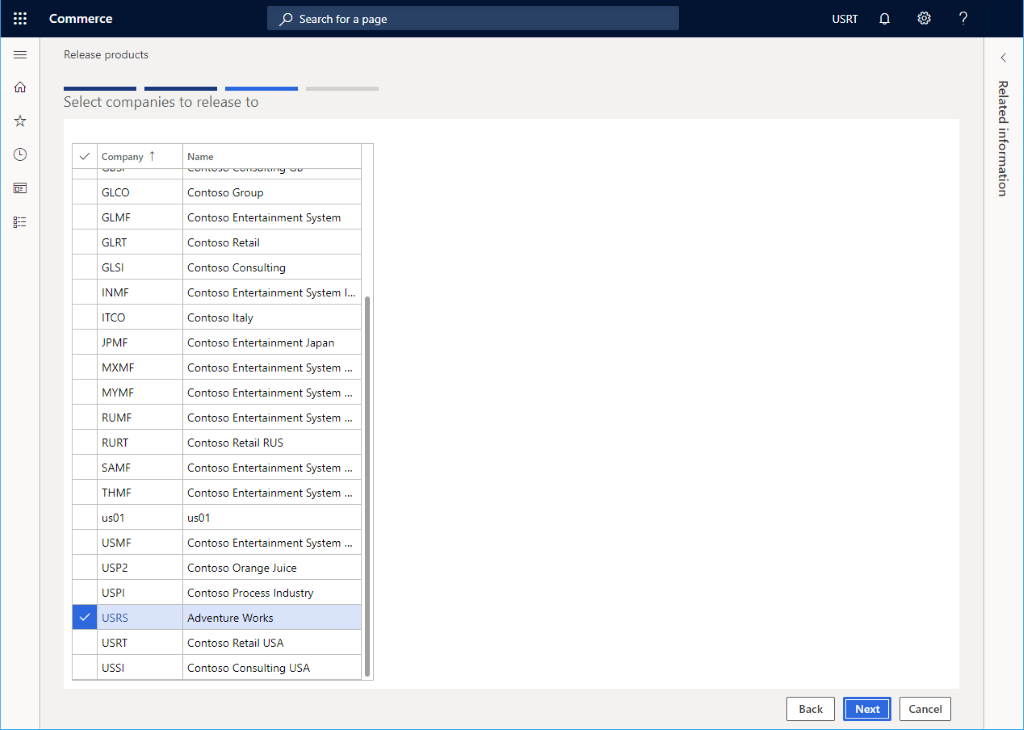 Commerce
Search for a page
USRT
?
Release products
Select companies to release to
Related information
Company ↑ Name
GLCO Contoso Group
GLMF Contoso Entertainment System
GLRT Contoso Retail
GLSI Contoso Consulting
INMF Contoso Entertainment System I...
ITCO Contoso Italy
JPMF Contoso Entertainment Japan
MXMF Contoso Entertainment System ...
MYMF Contoso Entertainment System ...
RUMF Contoso Entertainment System ...
RURT Contoso Retail RUS
SAMF Contoso Entertainment System ...
THMF Contoso Entertainment System ...
us01 us01
USMF Contoso Entertainment System ...
USP2 Contoso Orange Juice
USPI Contoso Process Industry
USRS Adventure Works
USRT Contoso Retail USA
USSI Contoso Consulting USA
Back Next Cancel